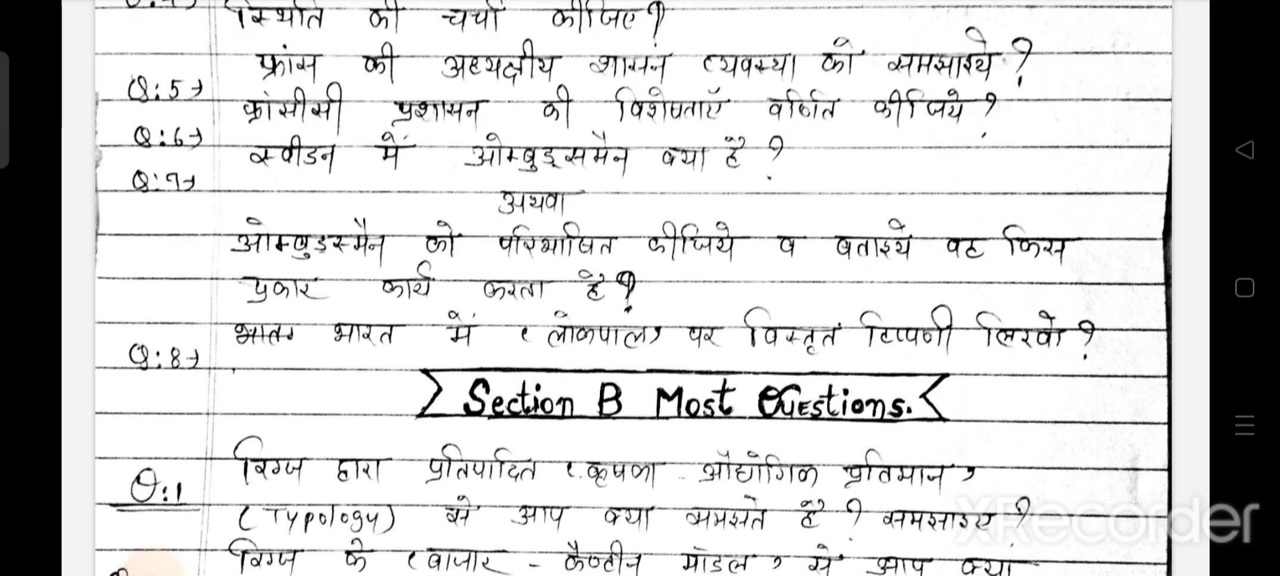 स्थिति की चर्चा कीजिए?
फ्रांस की अध्यक्षीय शासन व्यवस्था को समझाइये?
Q:5→ फ्रांसीसी प्रशासन की विशेषताएँ वर्णित कीजिये?
Q:6→ स्वीडन में ओम्बुड्समैन क्या है?
Q:7→
अथवा
ओम्बुड्स्मैन को परिभाषित कीजिये व बताइये वह किस
प्रकार कार्य करता है?
भारत में (लोकपाल) पर विस्तृत टिप्पणी लिखो?
Q:8→
Section B Most Questions.
Q:1 रिग्ज द्वारा प्रतिपादित (कृषका - औद्योगिक प्रतिमान)
(Typology) से आप क्या समझते है? समझाइए?
रिग्ज के (बाजार - कैण्टीन मॉडल) से आप क्या
XRecorder